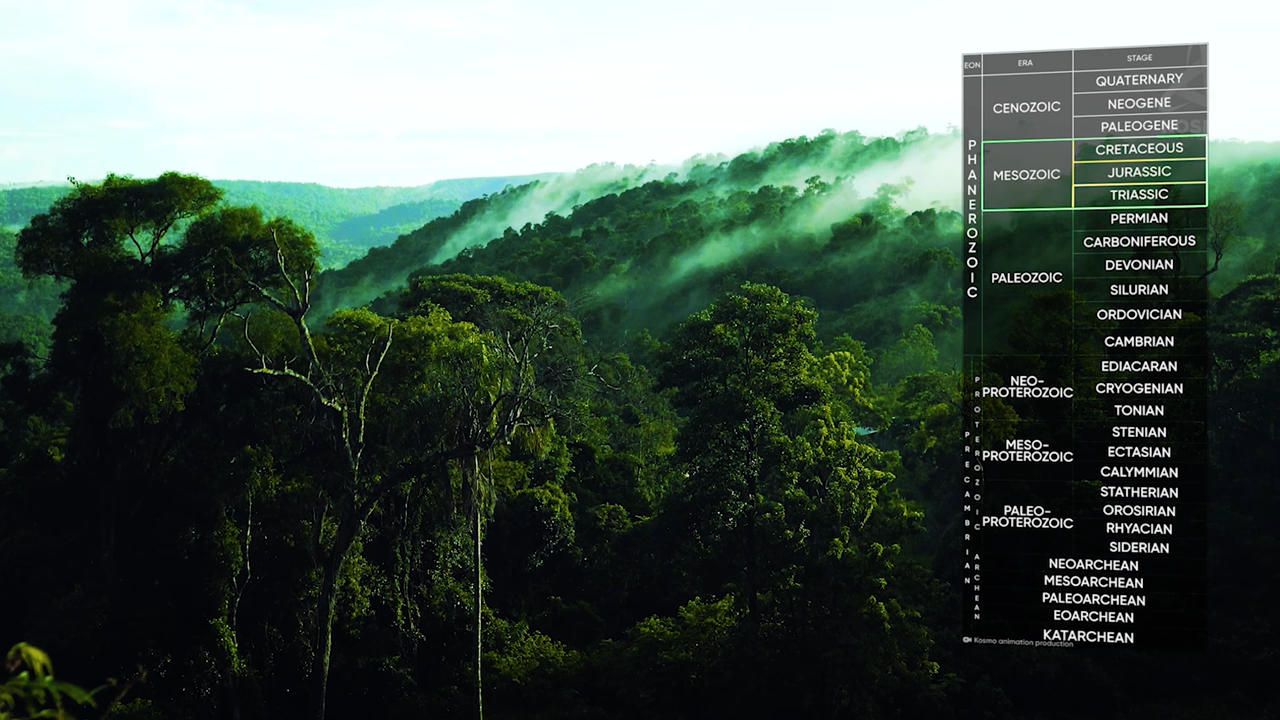 EON ERA STAGE
PHANEROZOIC
CENOZOIC
QUATERNARY
NEOGENE
PALEOGENE
MESOZOIC
CRETACEOUS
JURASSIC
TRIASSIC
PALEOZOIC
PERMIAN
CARBONIFEROUS
DEVONIAN
SILURIAN
ORDOVICIAN
CAMBRIAN
PRECAMBRIAN
PROTEROZOIC
NEO-
PROTEROZOIC
EDIACARAN
CRYOGENIAN
TONIAN
MESO-
PROTEROZOIC
STENIAN
ECTASIAN
CALYMMIAN
PALEO-
PROTEROZOIC
STATHERIAN
OROSIRIAN
RHYACIAN
SIDERIAN
ARCHEAN
NEOARCHEAN
MESOARCHEAN
PALEOARCHEAN
EOARCHEAN
KATARCHEAN
Kosmo animation production